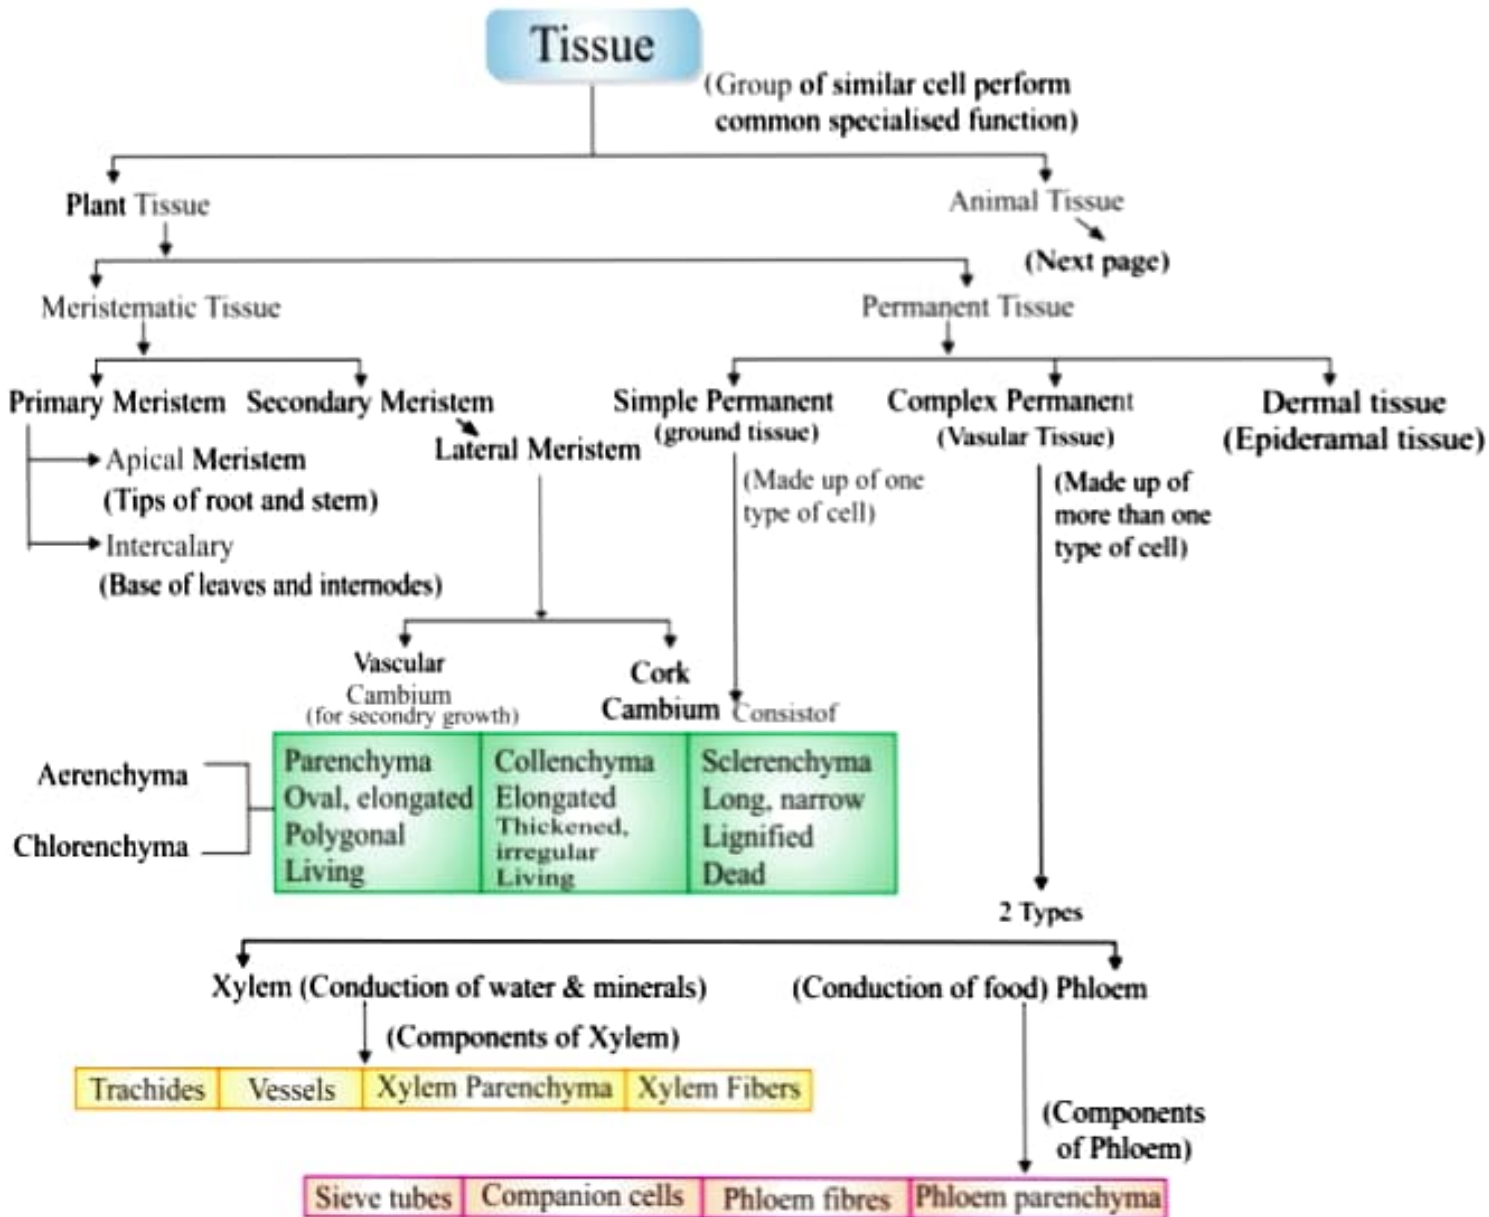 Tissue
(Group of similar cell perform
common specialised function)
Plant Tissue
Animal Tissue
(Next page)
Meristematic Tissue
Permanent Tissue
Primary Meristem
Secondary Meristem
Simple Permanent
(ground tissue)
Complex Permanent
(Vasular Tissue)
Dermal tissue
(Epideramal tissue)
Lateral Meristem
Apical Meristem
(Tips of root and stem)
Intercalary
(Base of leaves and internodes)
(Made up of one
type of cell)
(Made up of
more than one
type of cell)
Vascular
Cambium
(for secondry growth)
Cork
Cambium
Consistof
Aerenchyma
Chlorenchyma
Parenchyma
Oval, elongated
Polygonal
Living
Collenchyma
Elongated
Thickened,
irregular
Living
Sclerenchyma
Long, narrow
Lignified
Dead
2 Types
Xylem (Conduction of water & minerals)
(Conduction of food) Phloem
(Components of Xylem)
Trachides
Vessels
Xylem Parenchyma
Xylem Fibers
(Components
of Phloem)
Sieve tubes
Companion cells
Phloem fibres
Phloem parenchyma